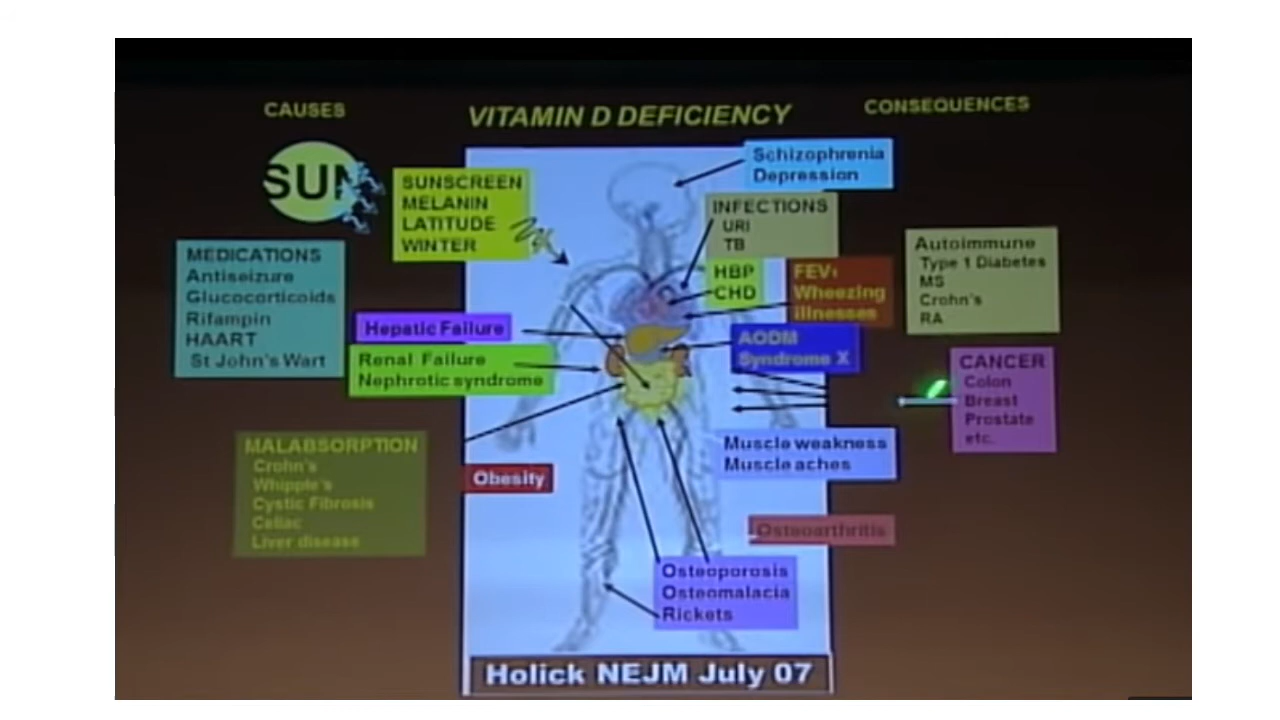 CAUSES
VITAMIN D DEFICIENCY
CONSEQUENCES
SUN
SUNSCREEN
MELANIN
LATITUDE
WINTER
Schizophrenia
Depression
INFECTIONS
URI
TB
MEDICATIONS
Antiseizure
Glucocorticoids
Rifampin
HAART
St John's Wart
HBP
CHD
FEV1
Wheezing
illnesses
Autoimmune
Type 1 Diabetes
MS
Crohn's
RA
Hepatic Failure
Renal Failure
Nephrotic syndrome
AODM
Syndrome X
CANCER
Colon
Breast
Prostate
etc.
MALABSORPTION
Crohn's
Whipple's
Cystic Fibrosis
Celiac
Liver disease
Obesity
Muscle weakness
Muscle aches
Osteoarthritis
Osteoporosis
Osteomalacia
Rickets
Holick NEJM July 07